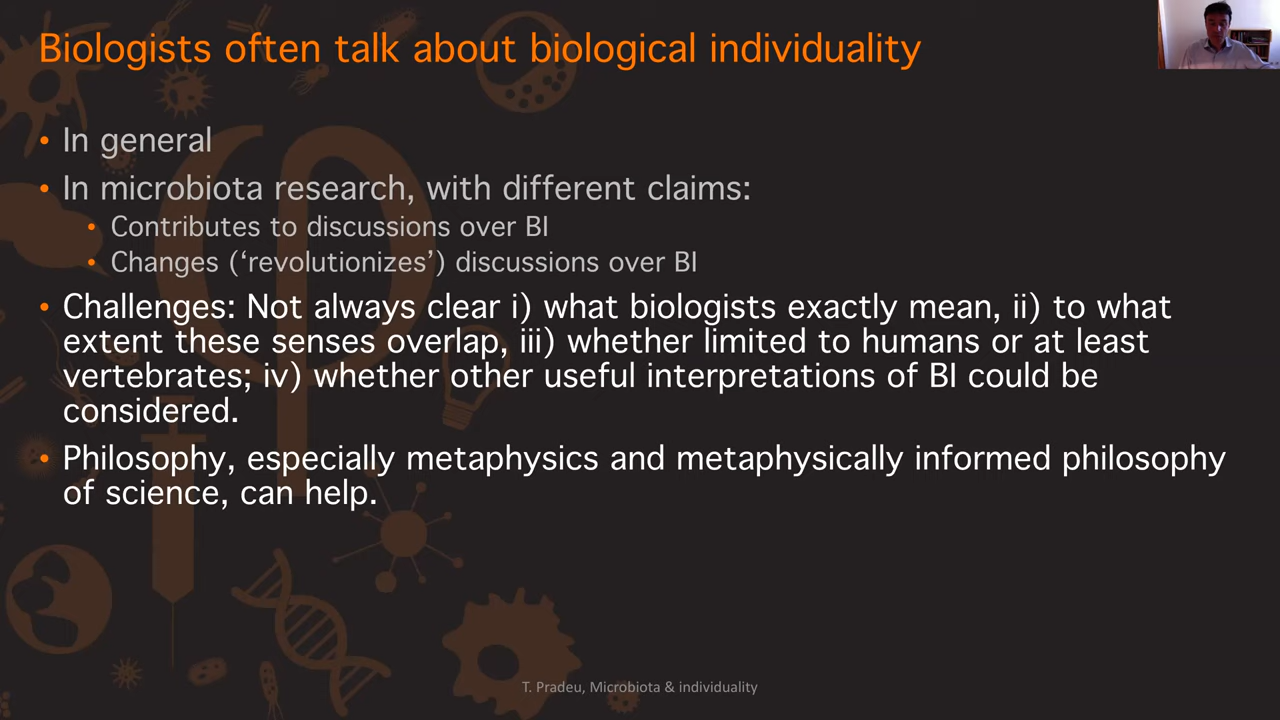 Biologists often talk about biological individuality
• In general
• In microbiota research, with different claims:
• Contributes to discussions over BI
• Changes (‘revolutionizes’) discussions over BI
• Challenges: Not always clear i) what biologists exactly mean, ii) to what
extent these senses overlap, iii) whether limited to humans or at least
vertebrates; iv) whether other useful interpretations of BI could be
considered.
• Philosophy, especially metaphysics and metaphysically informed philosophy
of science, can help.
T. Pradeu, Microbiota & individuality